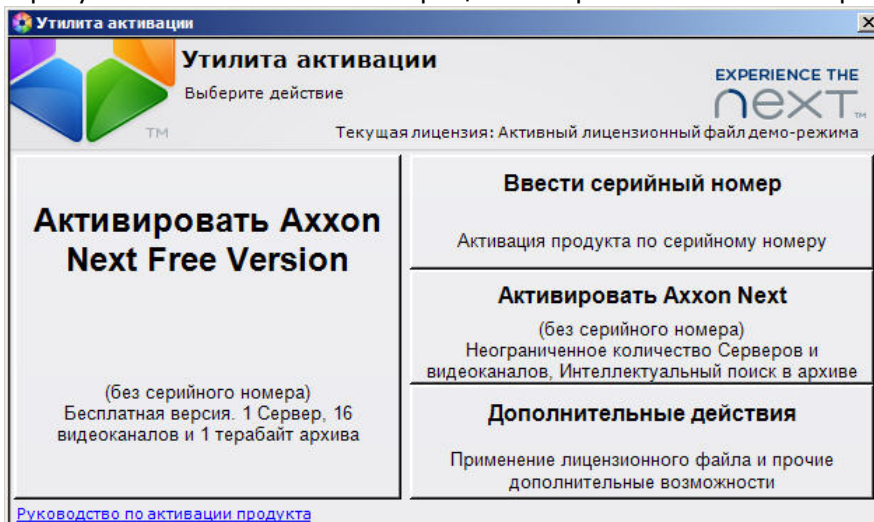 Утилита активации
Утилита активации
Выберите действие
EXPERIENCE THE
next™
TM
Текущая лицензия: Активный лицензионный файл демо-режима
Активировать Axxon
Next Free Version
(без серийного номера)
Бесплатная версия. 1 Сервер, 16
видеоканалов и 1 терабайт архива
Ввести серийный номер
Активация продукта по серийному номеру
Активировать Axxon Next
(без серийного номера)
Неограниченное количество Серверов и
видеоканалов, Интеллектуальный поиск в архиве
Дополнительные действия
Применение лицензионного файла и прочие
дополнительные возможности
Руководство по активации продукта